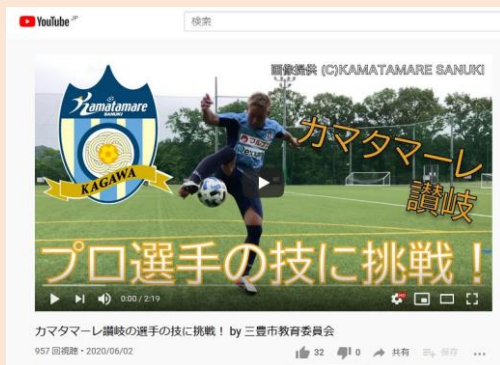 YouTube JP
検索
画像提供 (C)KAMATAMARE SANUKI
Kamatamare
SANUKI
KAGAWA
カマタマーレ
讃岐
プロ選手の技に挑戦！
0:00 / 2:19
カマタマーレ讃岐の選手の技に挑戦！ by 三豊市教育委員会
957 回視聴・2020/06/02
32
0
共有
保存